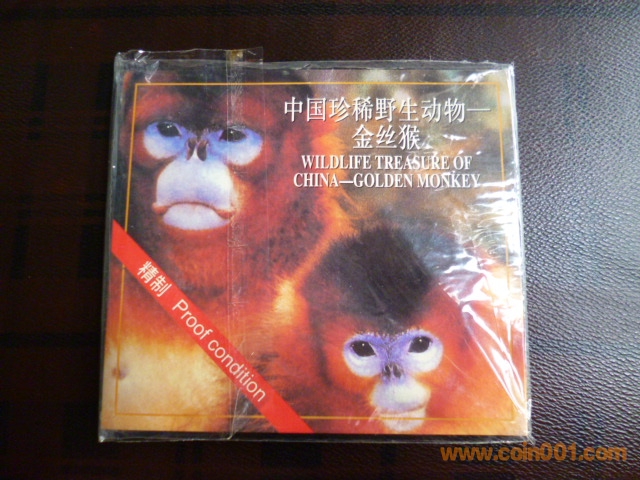 中国珍稀野生动物—
金丝猴
WILDLIFE TREASURE OF
CHINA—GOLDEN MONKEY
精制 Proof condition
www.coin001.com